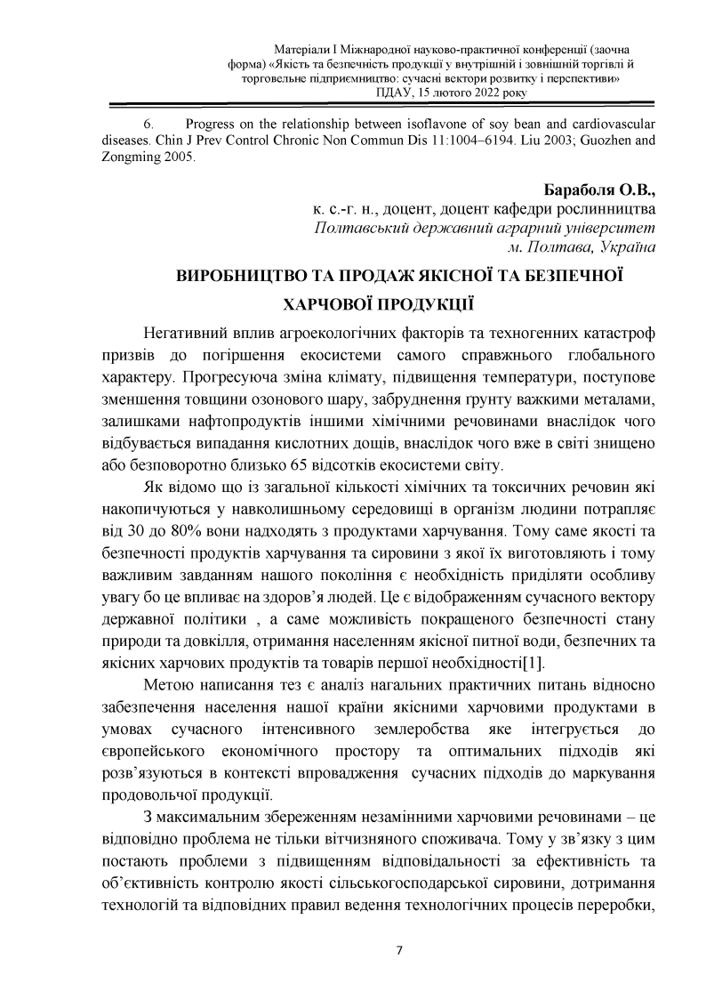 Матеріали І Міжнародної науково-практичної конференції (заочна
форма) «Якість та безпечність продукції у внутрішній і зовнішній торгівлі й
торговельне підприємництво: сучасні вектори розвитку і перспективи»
ПДАУ, 15 лютого 2022 року
6. Progress on the relationship between isoflavone of soy bean and cardiovascular
diseases. Chin J Prev Control Chronic Non Commun Dis 11:1004–6194. Liu 2003; Guozhen and
Zongming 2005.
Бараболя О.В.,
к. с.-г. н., доцент, доцент кафедри рослинництва
Полтавський державний аграрний університет
м. Полтава, Україна
ВИРОБНИЦТВО ТА ПРОДАЖ ЯКІСНОЇ ТА БЕЗПЕЧНОЇ
ХАРЧОВОЇ ПРОДУКЦІЇ
Негативний вплив агроекологічних факторів та техногенних катастроф
призвів до погіршення екосистеми самого справжнього глобального
характеру. Прогресуюча зміна клімату, підвищення температури, поступове
зменшення товщини озонового шару, забруднення ґрунту важкими металами,
залишками нафтопродуктів іншими хімічними речовинами внаслідок чого
відбувається випадання кислотних дощів, внаслідок чого вже в світі знищено
або безповоротно близько 65 відсотків екосистеми світу.
Як відомо що із загальної кількості хімічних та токсичних речовин які
накопичуються у навколишньому середовищі в організм людини потрапляє
від 30 до 80% вони надходять з продуктами харчування. Тому саме якості та
безпечності продуктів харчування та сировини з якої їх виготовляють і тому
важливим завданням нашого покоління є необхідність приділяти особливу
увагу бо це впливає на здоров’я людей. Це є відображенням сучасного вектору
державної політики , а саме можливість покращеного безпечності стану
природи та довкілля, отримання населенням якісної питної води, безпечних та
якісних харчових продуктів та товарів першої необхідності[1].
Метою написання тез є аналіз нагальних практичних питань відносно
забезпечення населення нашої країни якісними харчовими продуктами в
умовах сучасного інтенсивного землеробства яке інтегрується до
європейського економічного простору та оптимальних підходів які
розв’язуються в контексті впровадження сучасних підходів до маркування
продовольчої продукції.
З максимальним збереженням незамінними харчовими речовинами – це
відповідно проблема не тільки вітчизняного споживача. Тому у зв’язку з цим
постають проблеми з підвищенням відповідальності за ефективність та
об’єктивність контролю якості сільськогосподарської сировини, дотримання
технологій та відповідних правил ведення технологічних процесів переробки,
7